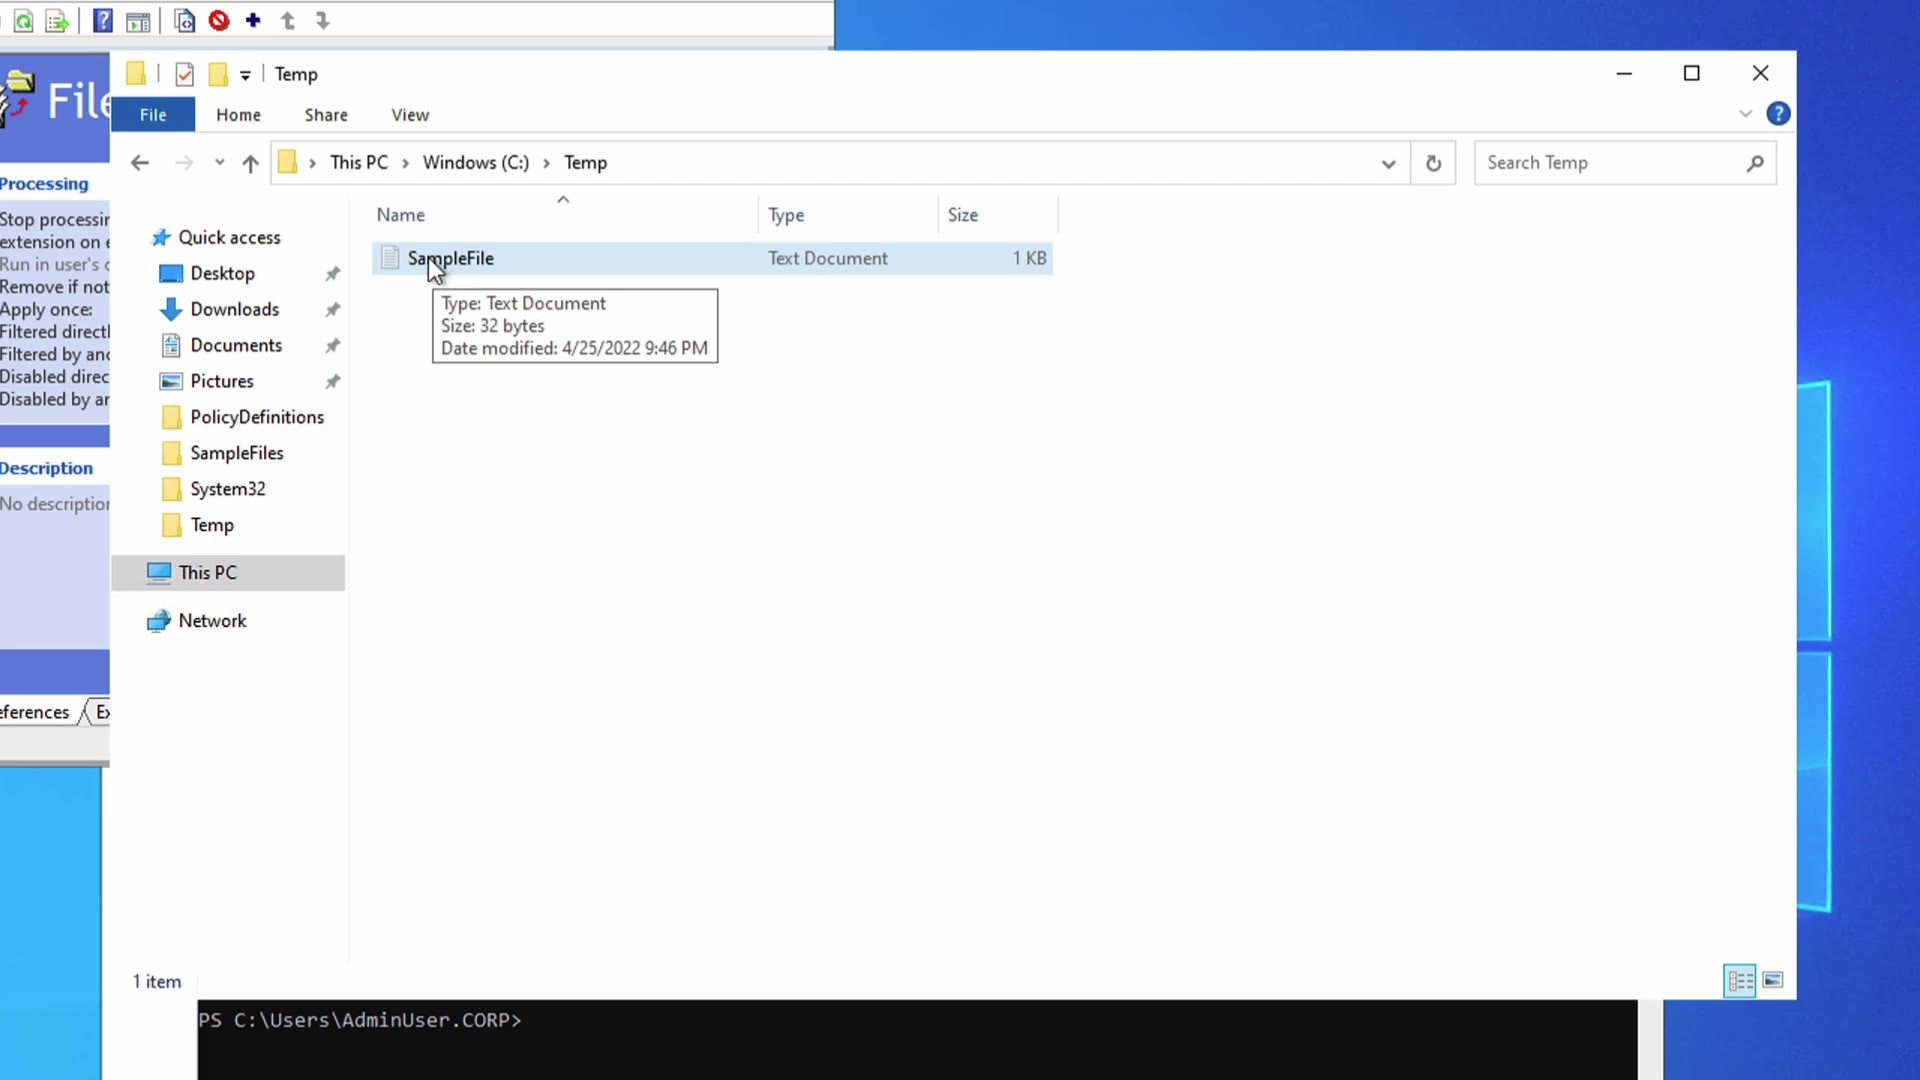 File
Processing
Stop processin
extension on e
Run in user's c
Remove if not
Apply once:
Filtered directl
Filtered by ano
Disabled direc
Disabled by an
Description
No description
eferences
Ex
Temp
File Home Share View
This PC > Windows (C:) > Temp
Search Temp
Name Type Size
SampleFile Text Document 1 KB
Type: Text Document
Size: 32 bytes
Date modified: 4/25/2022 9:46 PM
Quick access
Desktop
Downloads
Documents
Pictures
PolicyDefinitions
SampleFiles
System32
Temp
This PC
Network
1 item
PS C:\Users\AdminUser.CORP>